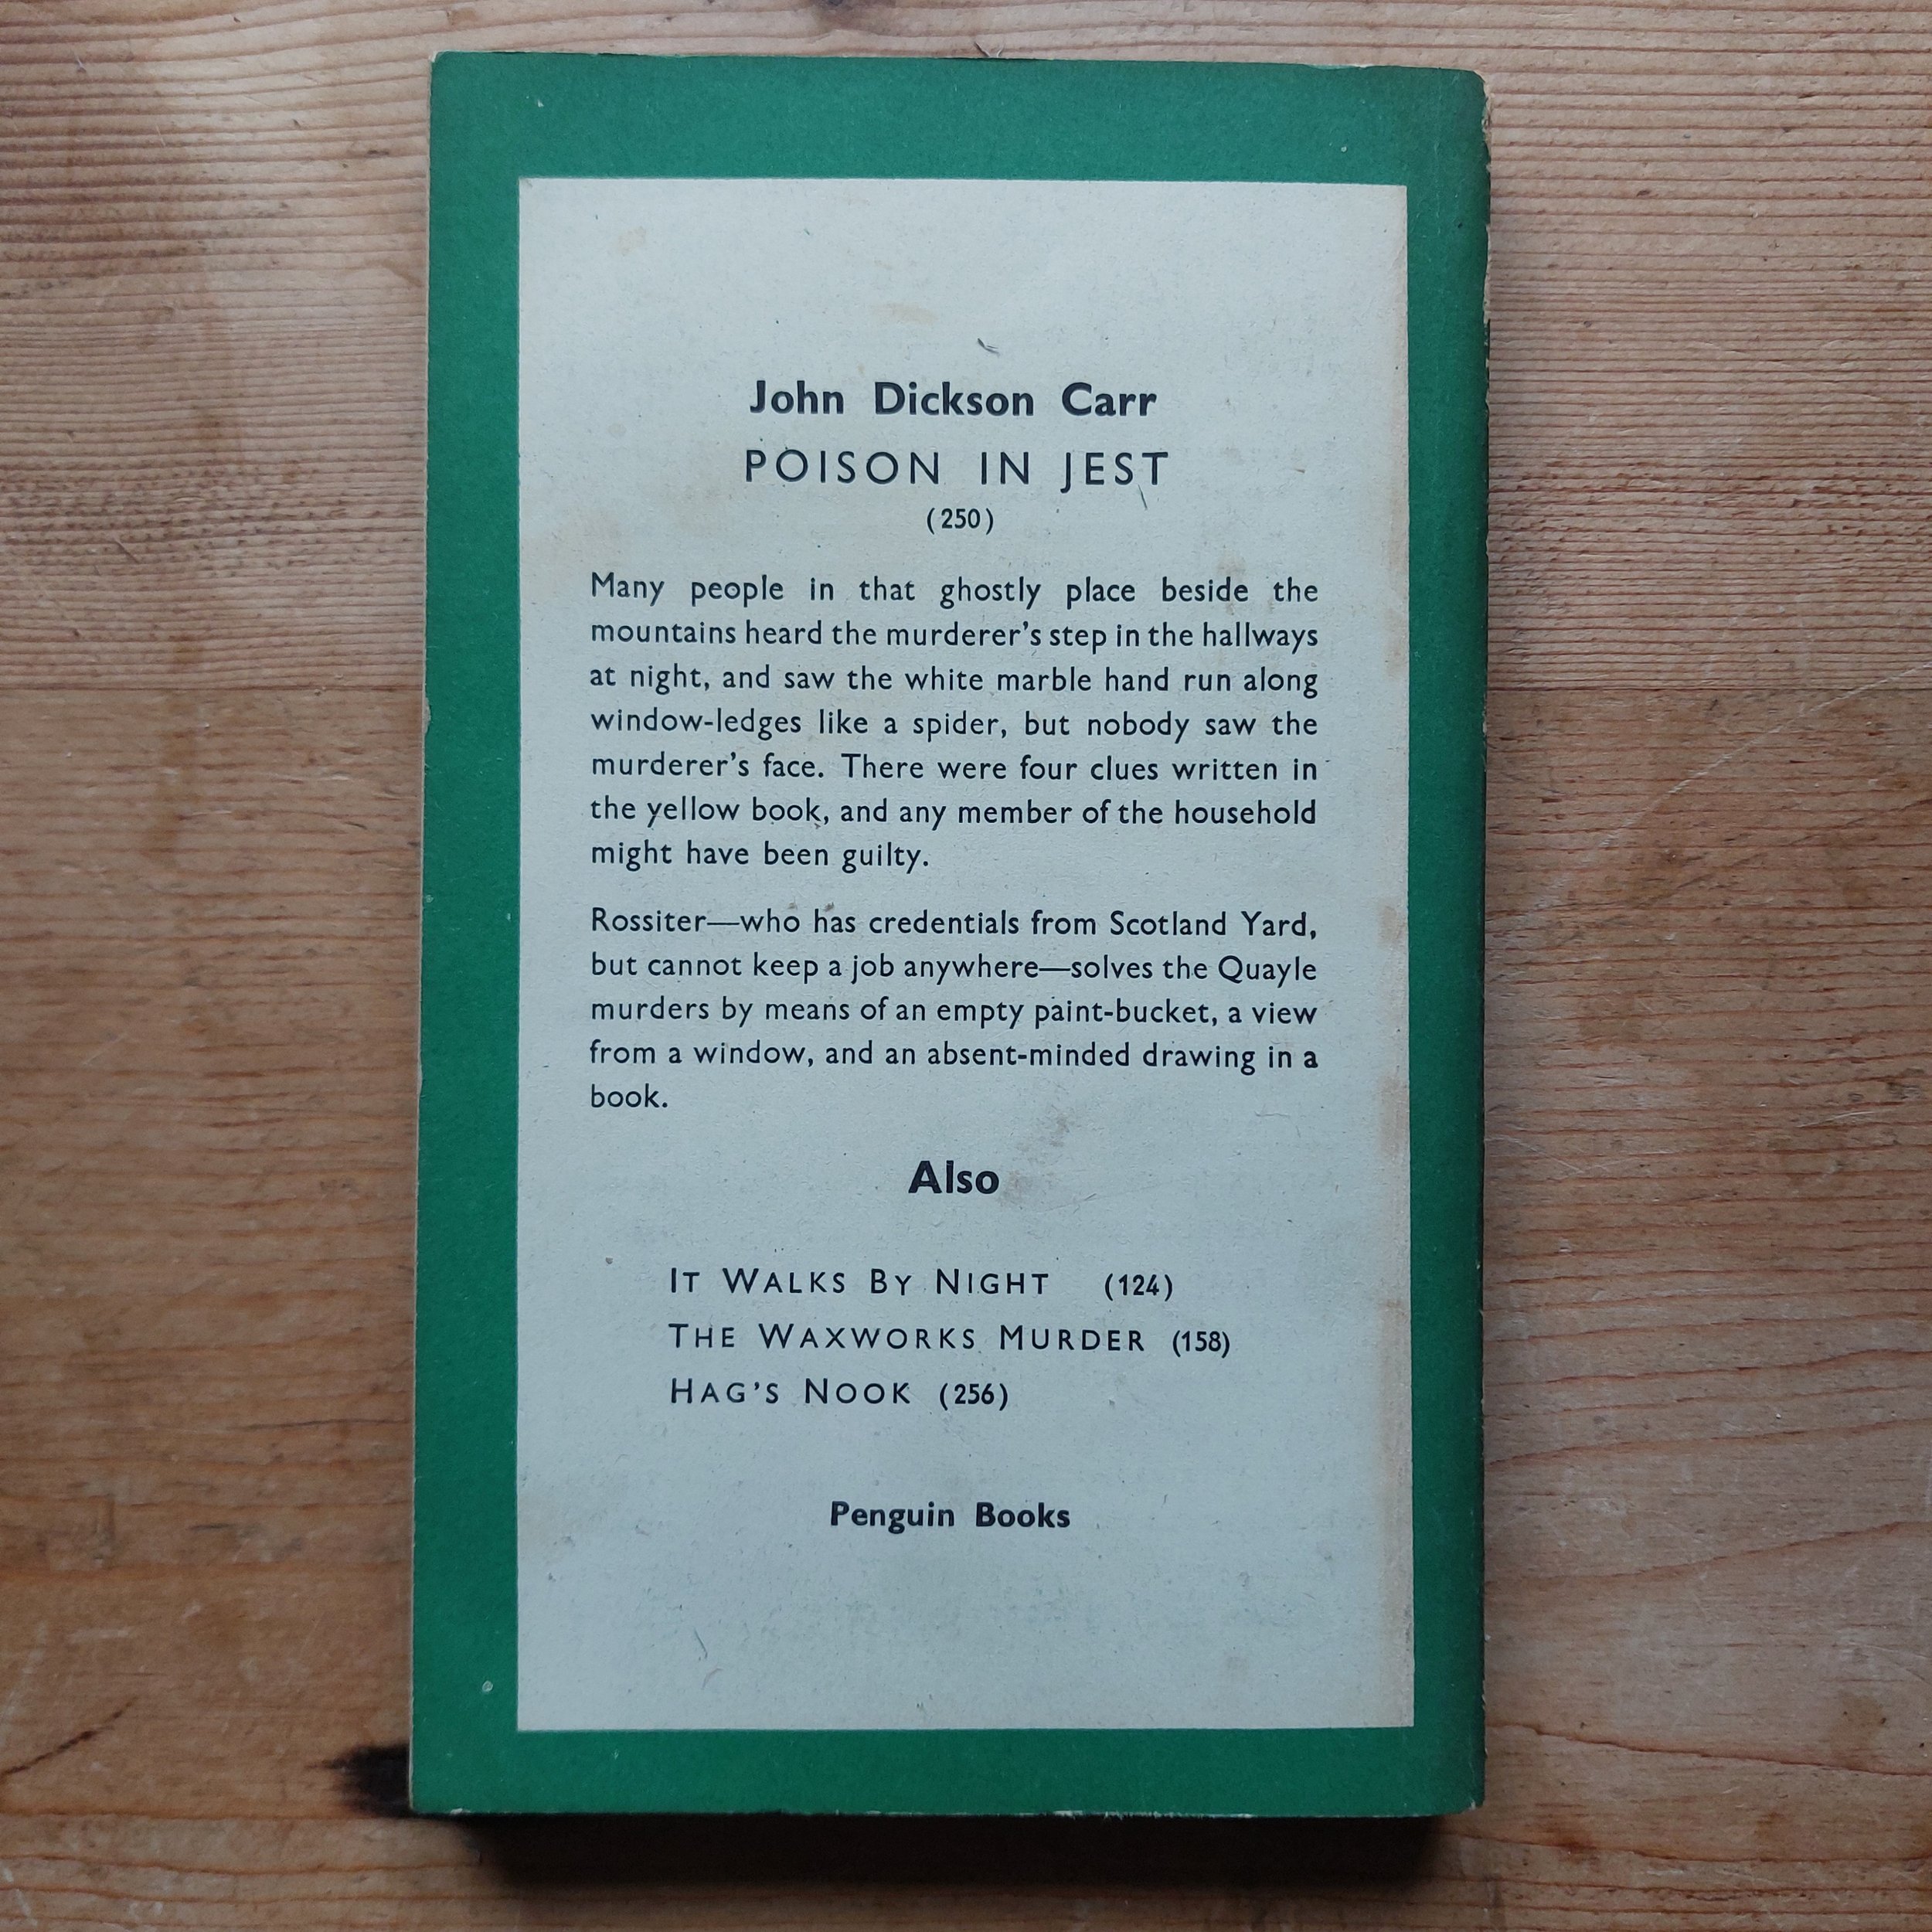 John Dickson Carr
POISON IN JEST
(250)
Many people in that ghostly place beside the
mountains heard the murderer's step in the hallways
at night, and saw the white marble hand run along
window-ledges like a spider, but nobody saw the
murderer's face. There were four clues written in
the yellow book, and any member of the household
might have been guilty.
Rossiter—who has credentials from Scotland Yard,
but cannot keep a job anywhere—solves the Quayle
murders by means of an empty paint-bucket, a view
from a window, and an absent-minded drawing in a
book.
Also
IT WALKS BY NIGHT (124)
THE WAXWORKS MURDER (158)
HAG'S NOOK (256)
Penguin Books